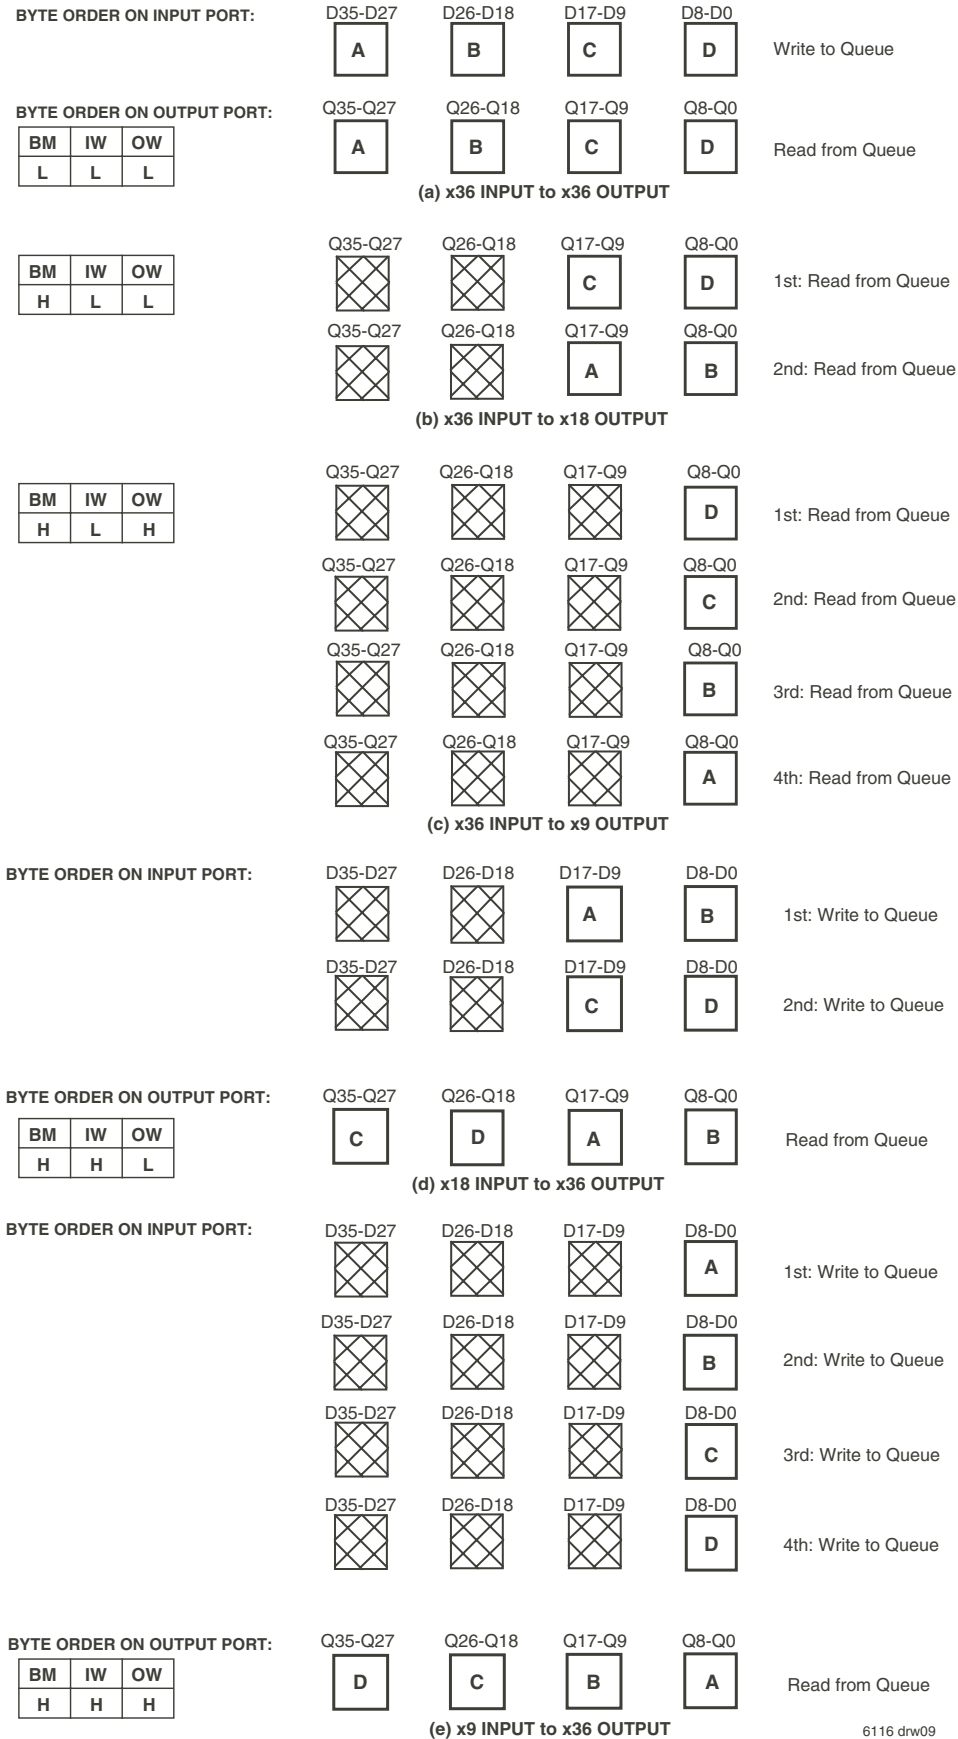 BYTE ORDER ON INPUT PORT: D35-D27 D26-D18 D17-D9 D8-D0
A B C D Write to Queue
BYTE ORDER ON OUTPUT PORT: Q35-Q27 Q26-Q18 Q17-Q9 Q8-Q0
BM IW OW
A B C D Read from Queue
L L L
(a) x36 INPUT to x36 OUTPUT
Q35-Q27 Q26-Q18 Q17-Q9 Q8-Q0
BM IW OW
C D 1st: Read from Queue
H L L
Q35-Q27 Q26-Q18 Q17-Q9 Q8-Q0
A B 2nd: Read from Queue
(b) x36 INPUT to x18 OUTPUT
Q35-Q27 Q26-Q18 Q17-Q9 Q8-Q0
BM IW OW
D 1st: Read from Queue
H L H
Q35-Q27 Q26-Q18 Q17-Q9 Q8-Q0
C 2nd: Read from Queue
Q35-Q27 Q26-Q18 Q17-Q9 Q8-Q0
B 3rd: Read from Queue
Q35-Q27 Q26-Q18 Q17-Q9 Q8-Q0
A 4th: Read from Queue
(c) x36 INPUT to x9 OUTPUT
BYTE ORDER ON INPUT PORT: D35-D27 D26-D18 D17-D9 D8-D0
A B 1st: Write to Queue
D35-D27 D26-D18 D17-D9 D8-D0
C D 2nd: Write to Queue
BYTE ORDER ON OUTPUT PORT: Q35-Q27 Q26-Q18 Q17-Q9 Q8-Q0
BM IW OW
C D A B Read from Queue
H H L
(d) x18 INPUT to x36 OUTPUT
BYTE ORDER ON INPUT PORT: D35-D27 D26-D18 D17-D9 D8-D0
A 1st: Write to Queue
D35-D27 D26-D18 D17-D9 D8-D0
B 2nd: Write to Queue
D35-D27 D26-D18 D17-D9 D8-D0
C 3rd: Write to Queue
D35-D27 D26-D18 D17-D9 D8-D0
D 4th: Write to Queue
BYTE ORDER ON OUTPUT PORT: Q35-Q27 Q26-Q18 Q17-Q9 Q8-Q0
BM IW OW
D C B A Read from Queue
H H H
(e) x9 INPUT to x36 OUTPUT
6116 drw09